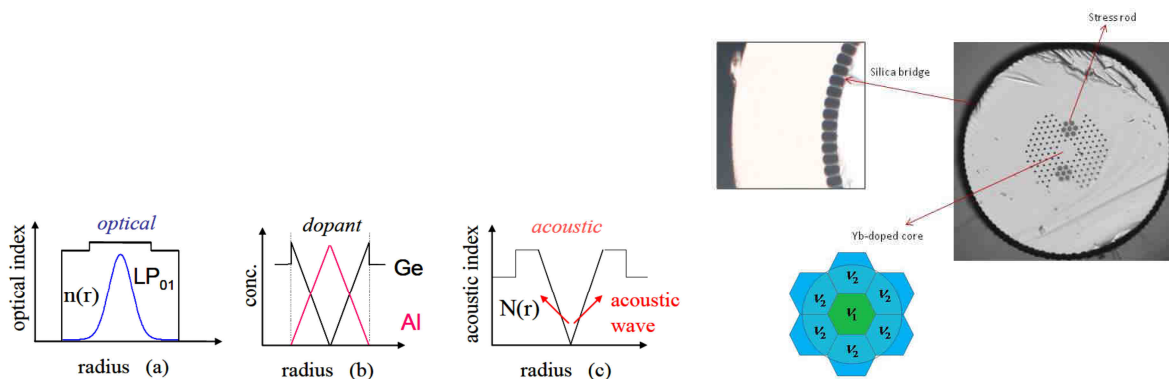 optical
optical index
n(r)
LP01
radius (a)
dopant
conc.
Ge
Al
radius (b)
acoustic
acoustic index
N(r)
acoustic
wave
radius (c)
Stress rod
Silica bridge
Yb-doped core
ν2
ν2
ν2
ν1
ν2
ν2
ν2